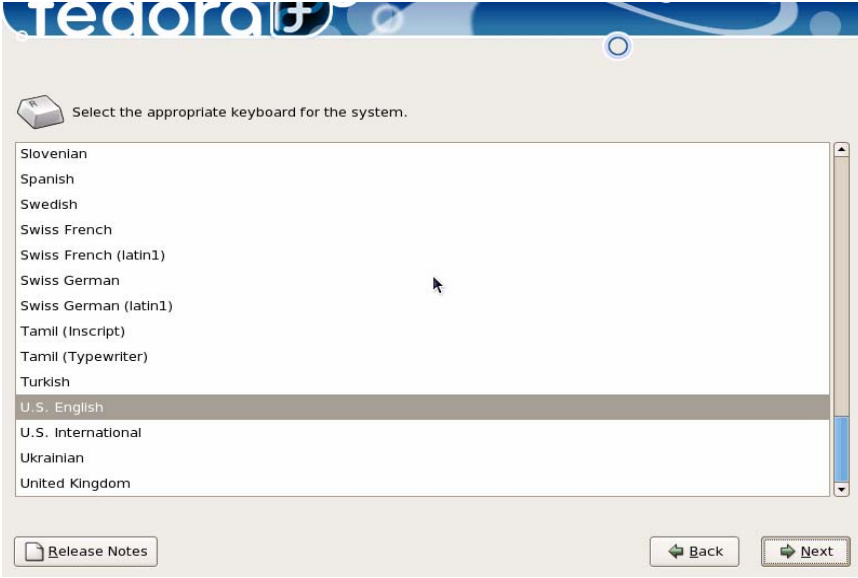 fedora
Select the appropriate keyboard for the system.
Slovenian
Spanish
Swedish
Swiss French
Swiss French (latin1)
Swiss German
Swiss German (latin1)
Tamil (Inscript)
Tamil (Typewriter)
Turkish
U.S. English
U.S. International
Ukrainian
United Kingdom
Release Notes Back Next